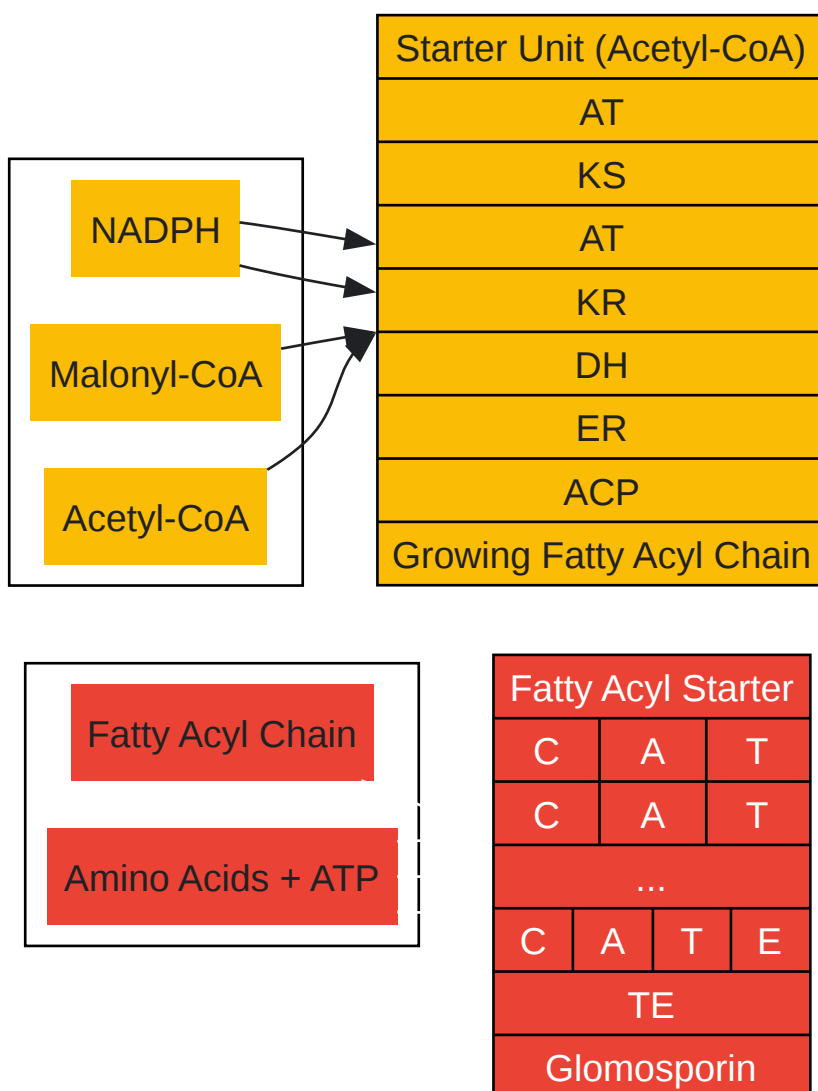 Starter Unit (Acetyl-CoA)
AT
KS
AT
KR
DH
ER
ACP
Growing Fatty Acyl Chain
NADPH
Malonyl-CoA
Acetyl-CoA
Fatty Acyl Chain
Amino Acids + ATP
Fatty Acyl Starter
C A T
C A T
...
C A T E
TE
Glomosporin